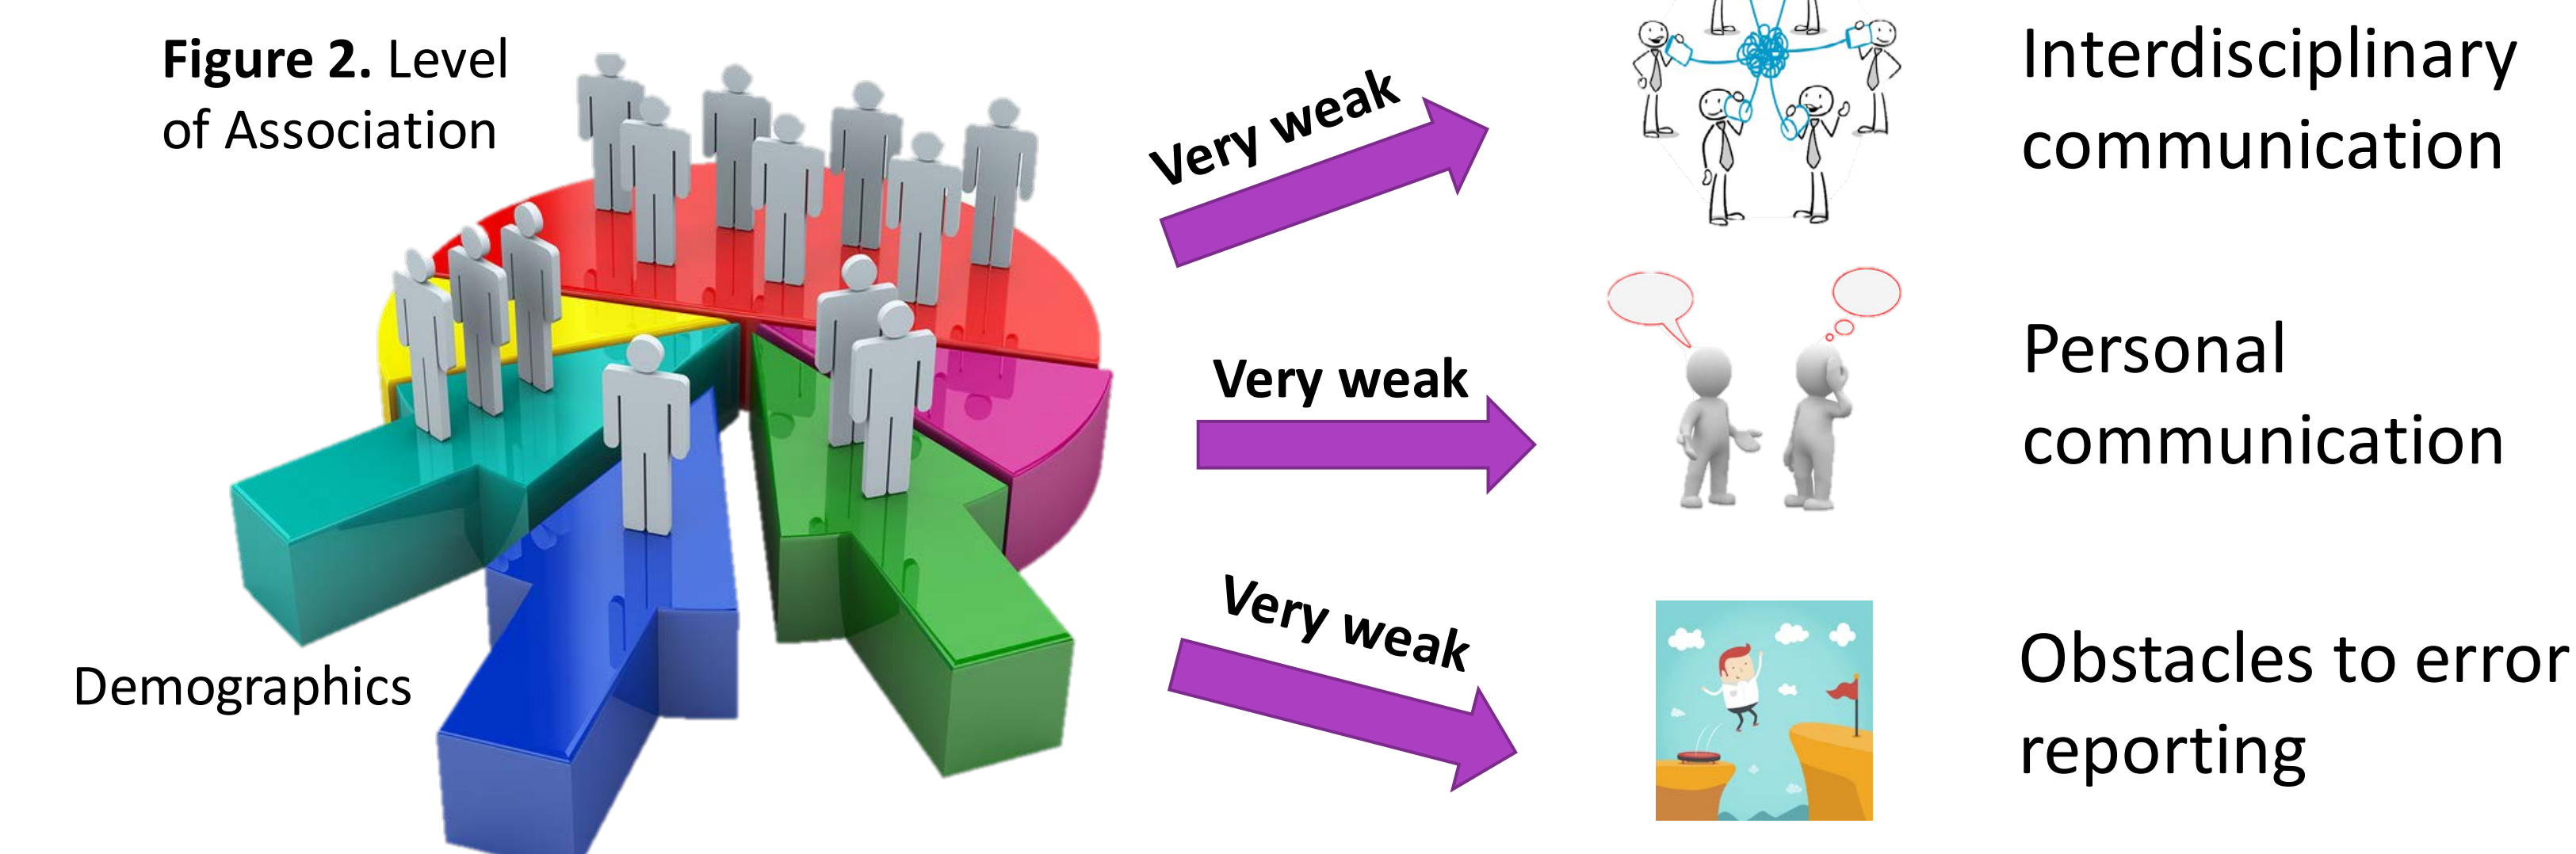 Figure 2. Level
of Association
Very weak
Interdisciplinary
communication
Very weak
Personal
communication
Very weak
Obstacles to error
reporting
Demographics